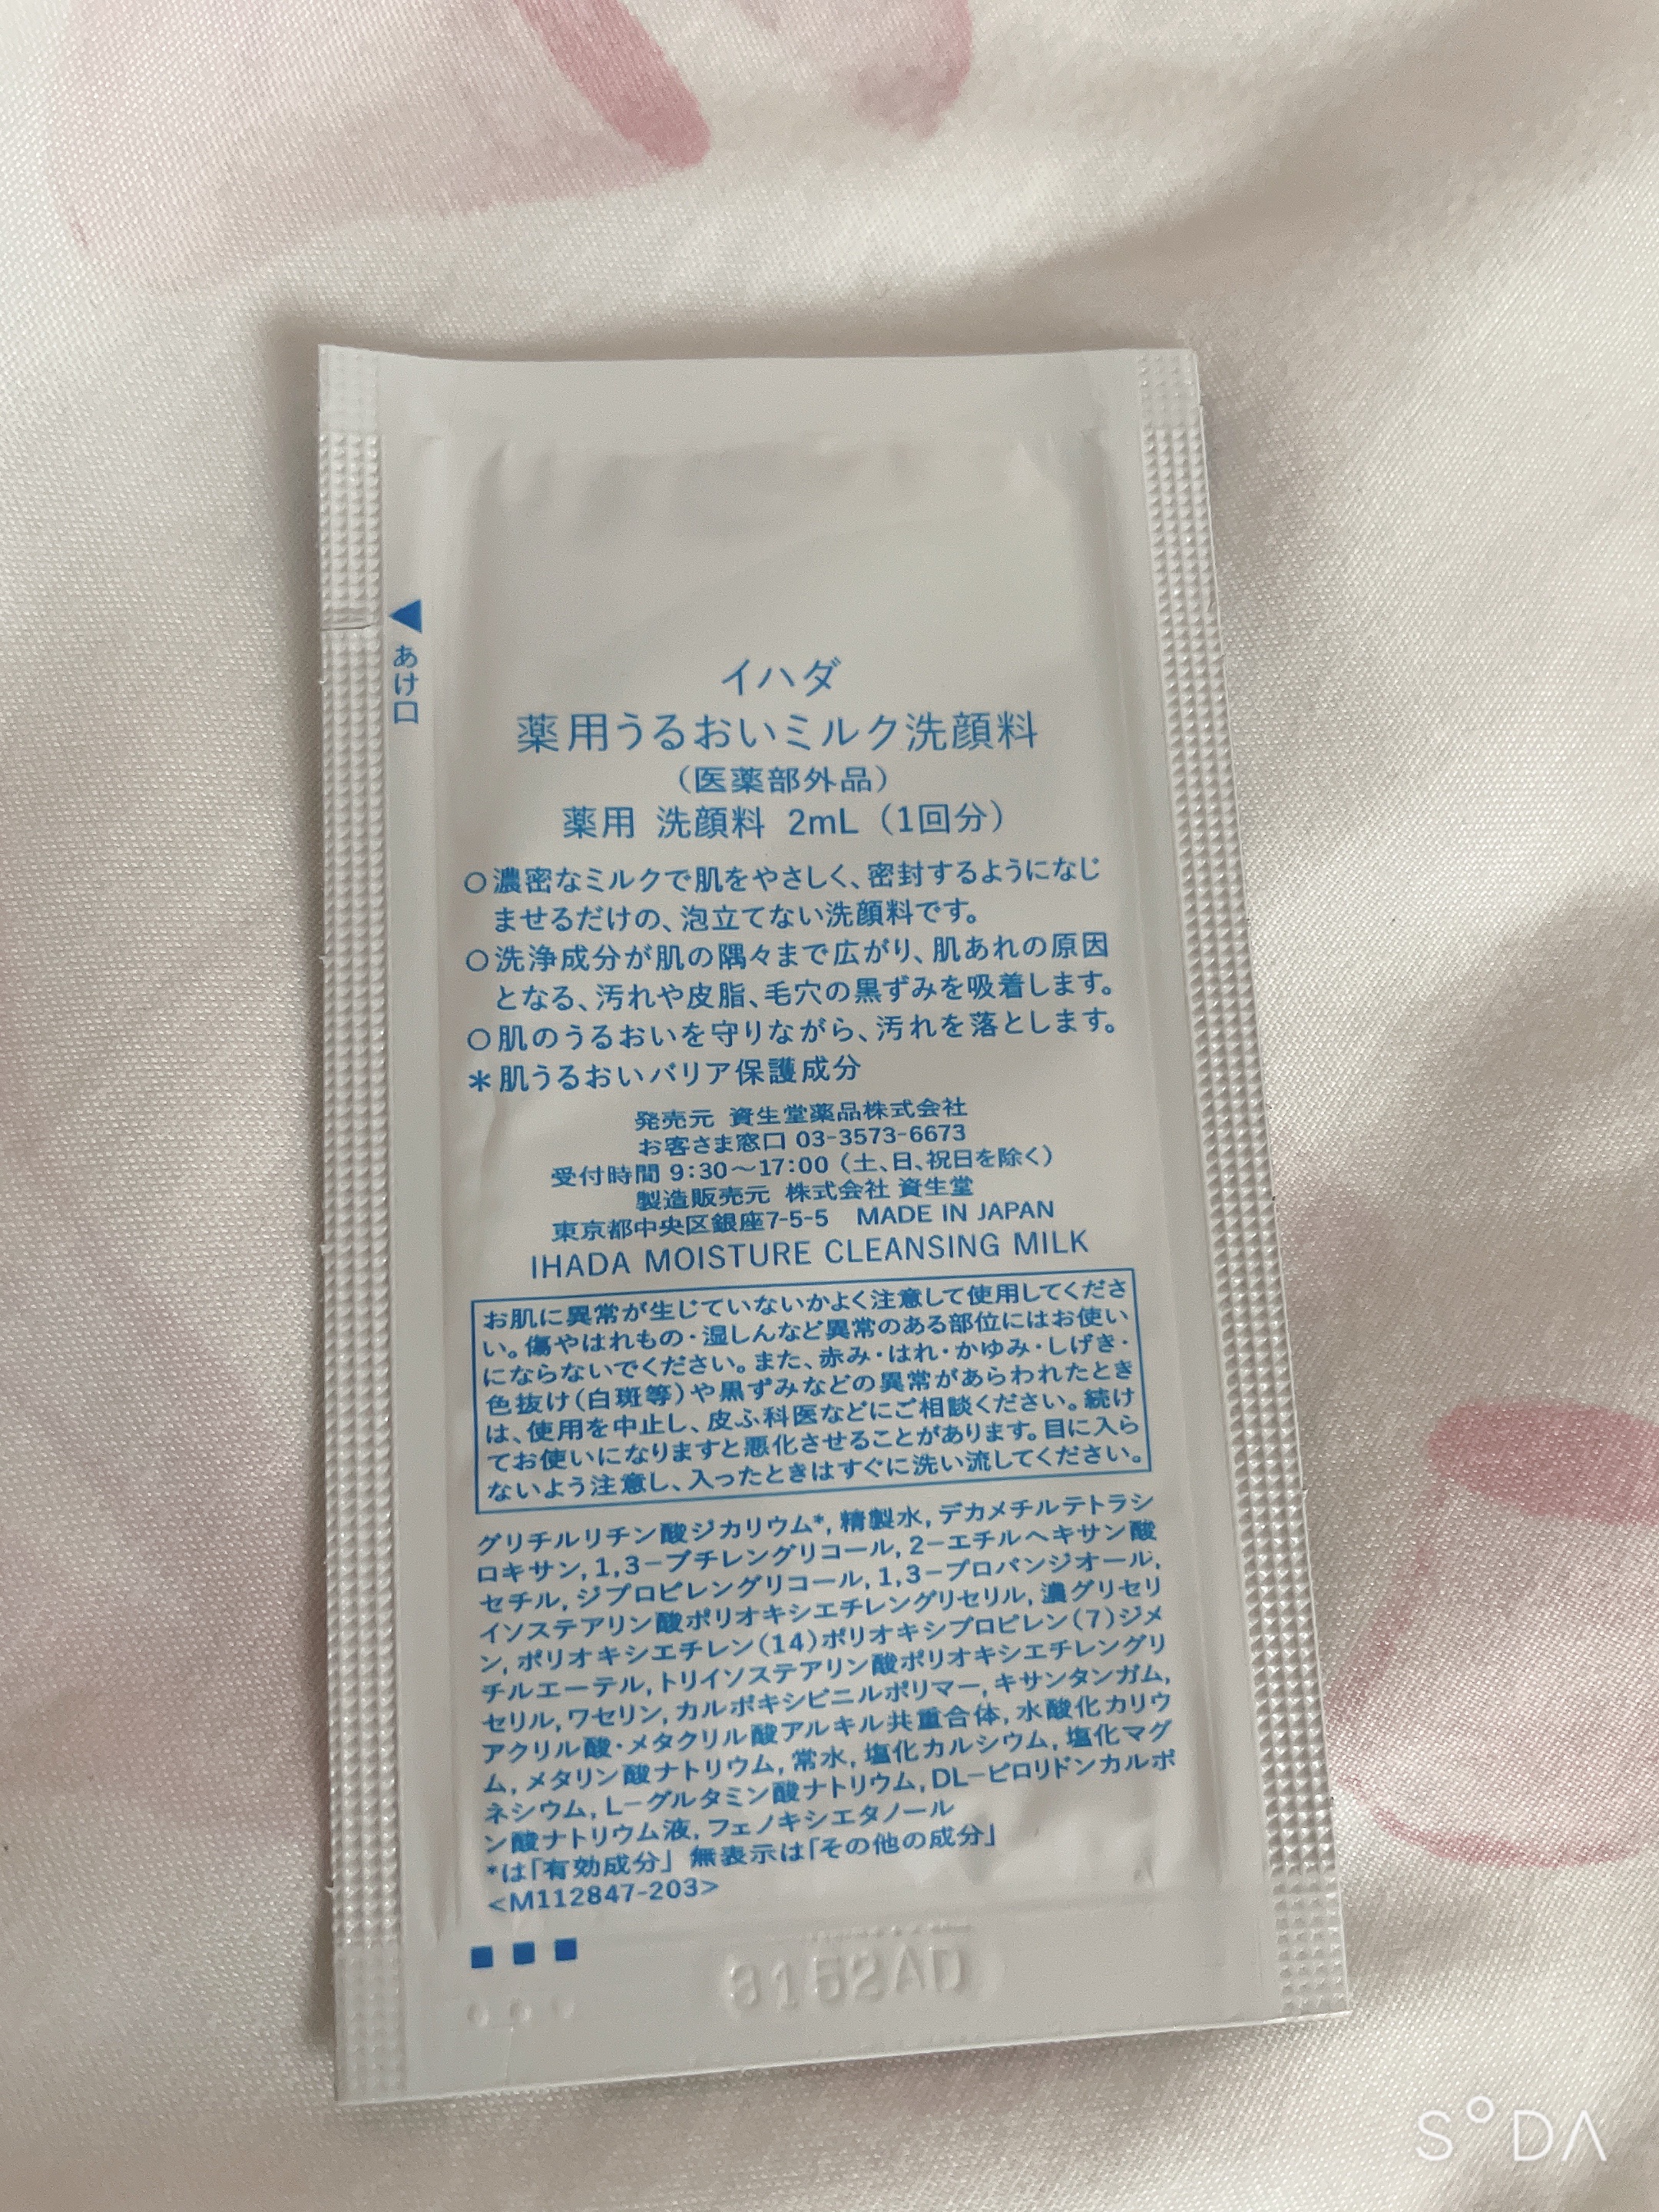 あけ口
イハダ
薬用うるおいミルク洗顔料
（医薬部外品）
薬用 洗顔料 2mL（1回分）
○濃密なミルクで肌をやさしく、密封するようになじ
ませるだけの、泡立てない洗顔料です。
○洗浄成分が肌の隅々まで広がり、肌あれの原因
となる、汚れや皮脂、毛穴の黒ずみを吸着します。
○肌のうるおいを守りながら、汚れを落とします。
＊肌うるおいバリア保護成分
発売元 資生堂薬品株式会社
お客さま窓口 03-3573-6673
受付時間 9:30〜17:00（土、日、祝日を除く）
製造販売元 株式会社 資生堂
東京都中央区銀座7-5-5 MADE IN JAPAN
IHADA MOISTURE CLEANSING MILK
お肌に異常が生じていないかよく注意して使用してくださ
い。傷やはれもの・湿しんなど異常のある部位にはお使い
にならないでください。また、赤み・はれ・かゆみ・しげき・
色抜け（白斑等）や黒ずみなどの異常があらわれたとき
は、使用を中止し、皮ふ科医などにご相談ください。続け
てお使いになりますと悪化させることがあります。目に入ら
ないよう注意し、入ったときはすぐに洗い流してください。
グリチルリチン酸ジカリウム*, 精製水, デカメチルテトラシ
ロキサン, 1,3−ブチレングリコール, 2−エチルヘキサン酸
セチル, ジプロピレングリコール, 1,3−プロパンジオール,
イソステアリン酸ポリオキシエチレングリセリル, 濃グリセリ
ン, ポリオキシエチレン（14）ポリオキシプロピレン（7）ジメ
チルエーテル, トリイソステアリン酸ポリオキシエチレングリ
セリル, ワセリン, カルボキシビニルポリマー, キサンタンガム,
アクリル酸・メタクリル酸アルキル共重合体, 水酸化カリウ
ム, メタリン酸ナトリウム, 常水, 塩化カルシウム, 塩化マグ
ネシウム, L−グルタミン酸ナトリウム, DL−ピロリドンカルボ
ン酸ナトリウム液, フェノキシエタノール
*は「有効成分」 無表示は「その他の成分」
<M112847-203>
3152AD
SODA